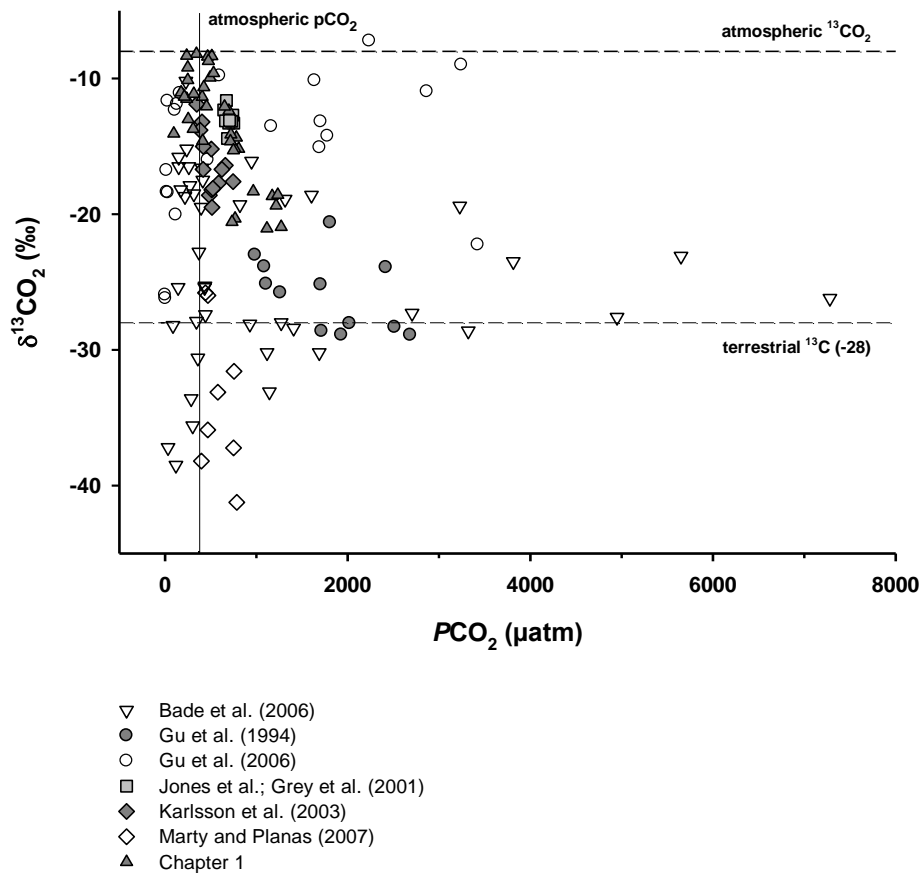 atmospheric pCO₂
atmospheric ¹³CO₂
-10
-20
-30
-40
δ¹³CO₂ (‰)
terrestrial ¹³C (-28)
0 2000 4000 6000 8000
PCO₂ (µatm)
Bade et al. (2006)
Gu et al. (1994)
Gu et al. (2006)
Jones et al.; Grey et al. (2001)
Karlsson et al. (2003)
Marty and Planas (2007)
Chapter 1